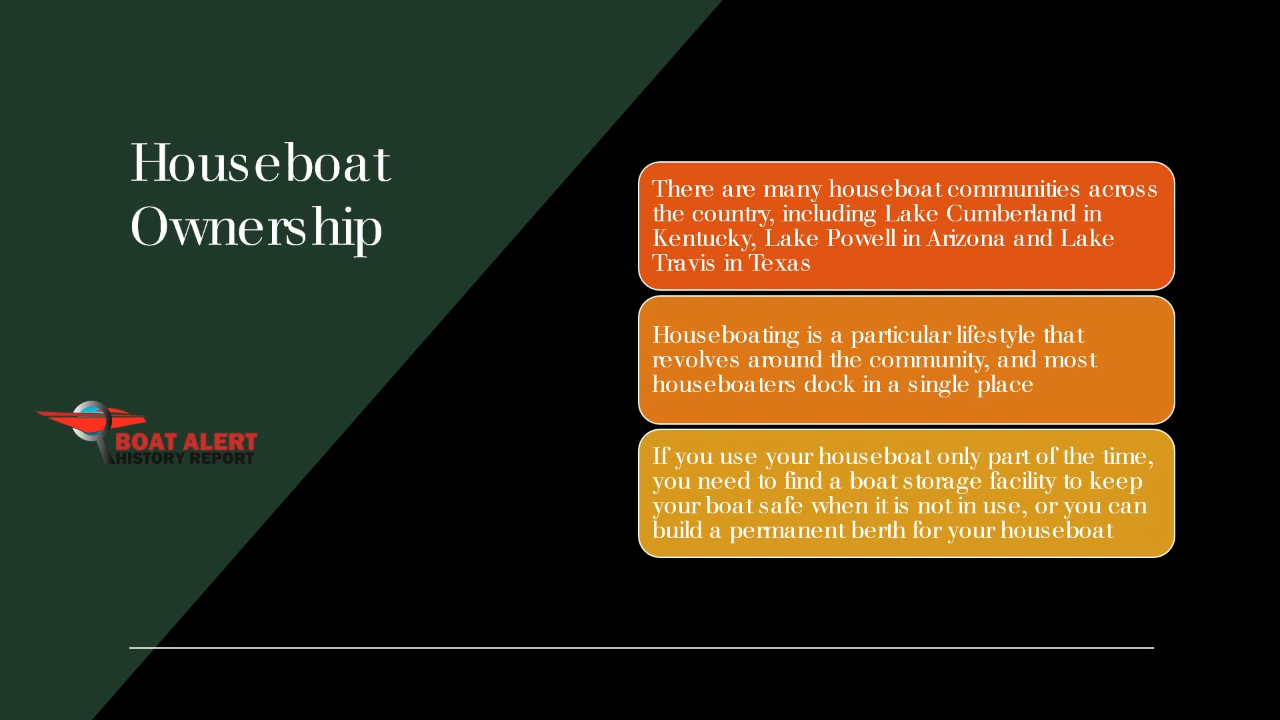 Houseboat
Ownership
BOAT ALERT
HISTORY REPORT
There are many houseboat communities across
the country, including Lake Cumberland in
Kentucky, Lake Powell in Arizona and Lake
Travis in Texas
Houseboating is a particular lifestyle that
revolves around the community, and most
houseboaters dock in a single place
If you use your houseboat only part of the time,
you need to find a boat storage facility to keep
your boat safe when it is not in use, or you can
build a permanent berth for your houseboat